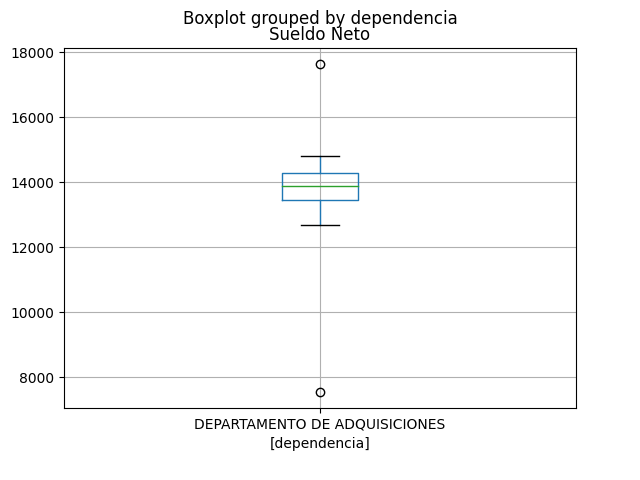 Boxplot grouped by dependencia
Sueldo Neto
18000
16000
14000
12000
10000
8000
DEPARTAMENTO DE ADQUISICIONES
[dependencia]